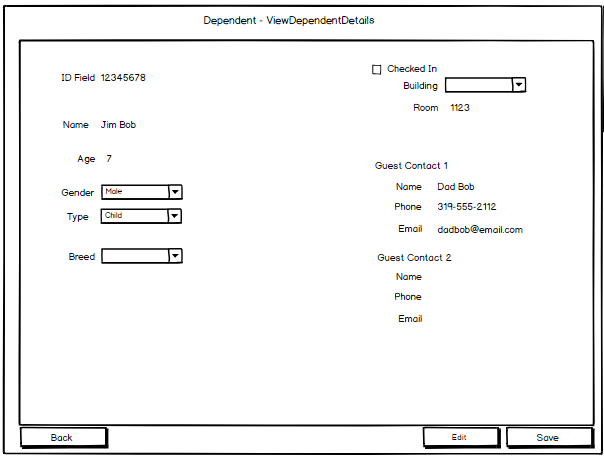 Dependent - ViewDependentDetails
ID Field 12345678
Name Jim Bob
Age 7
Gender Male
Type Child
Breed
Checked In
Building
Room 1123
Guest Contact 1
Name Dad Bob
Phone 319-555-2112
Email dadbob@email.com
Guest Contact 2
Name
Phone
Email
Back
Edit
Save